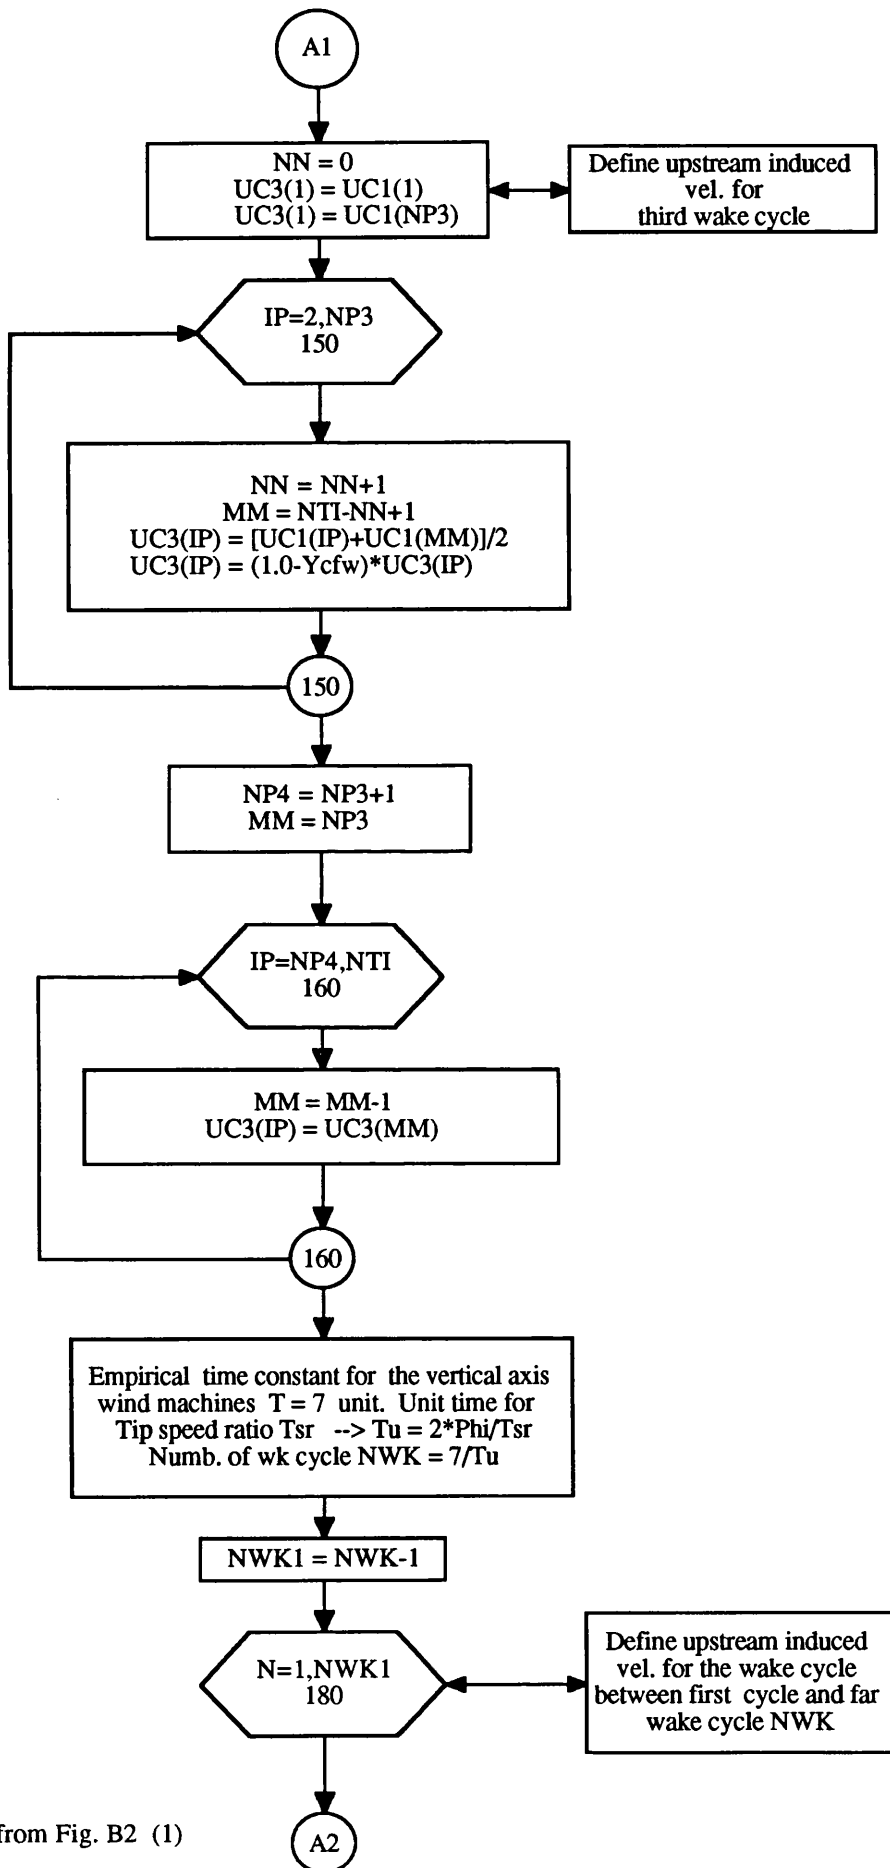 A1
NN = 0
UC3(1) = UC1(1)
UC3(1) = UC1(NP3)
Define upstream induced
vel. for
third wake cycle
IP=2,NP3
150
NN = NN+1
MM = NTI-NN+1
UC3(IP) = [UC1(IP)+UC1(MM)]/2
UC3(IP) = (1.0-Ycfw)*UC3(IP)
150
NP4 = NP3+1
MM = NP3
IP=NP4,NTI
160
MM = MM-1
UC3(IP) = UC3(MM)
160
Empirical time constant for the vertical axis
wind machines T = 7 unit. Unit time for
Tip speed ratio Tsr --> Tu = 2*Phi/Tsr
Numb. of wk cycle NWK = 7/Tu
NWK1 = NWK-1
N=1,NWK1
180
Define upstream induced
vel. for the wake cycle
between first cycle and far
wake cycle NWK
from Fig. B2 (1)
A2